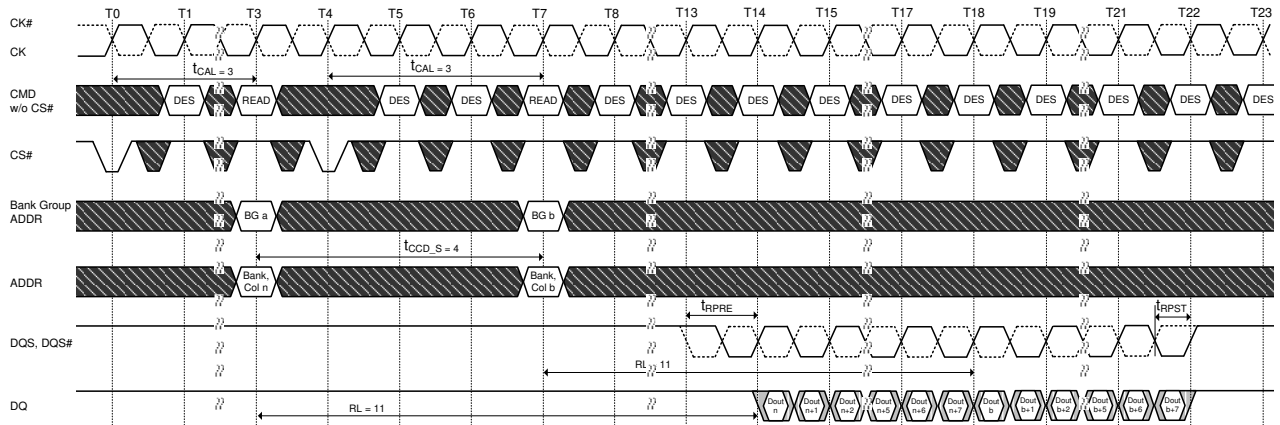 T0 T1 T3 T4 T5 T6 T7 T8 T13 T14 T15 T17 T18 T19 T21 T22 T23
CK#
CK
tCAL = 3 tCAL = 3
CMD
w/o CS#
DES READ DES DES READ DES DES DES DES DES DES DES DES DES DES
CS#
Bank Group
ADDR
BG a BG b
tCCD_S = 4
ADDR
Bank,
Col n
Bank,
Col b
tRPRE tRPST
DQS, DQS#
RL 11
DQ
RL = 11
Dout
n
Dout
n+1
Dout
n+2
Dout
n+5
Dout
n+6
Dout
n+7
Dout
b
Dout
b+1
Dout
b+2
Dout
b+5
Dout
b+6
Dout
b+7